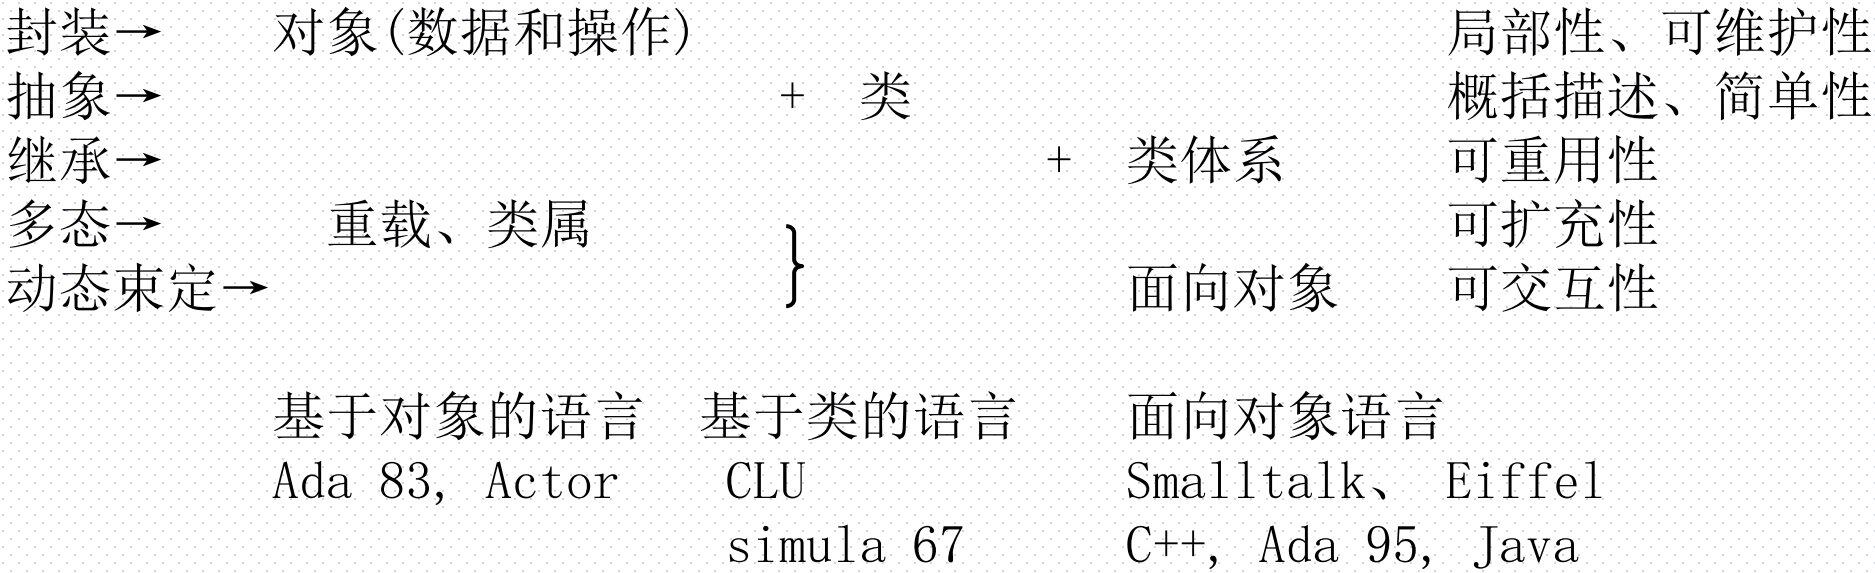 封装→ 对象(数据和操作) 局部性、可维护性
抽象→ + 类 概括描述、简单性
继承→ + 类体系 可重用性
多态→ 重载、类属 可扩充性
}
动态束定→ 面向对象 可交互性
基于对象的语言 基于类的语言 面向对象语言
Ada 83, Actor CLU Smalltalk、 Eiffel
simula 67 C++, Ada 95, Java